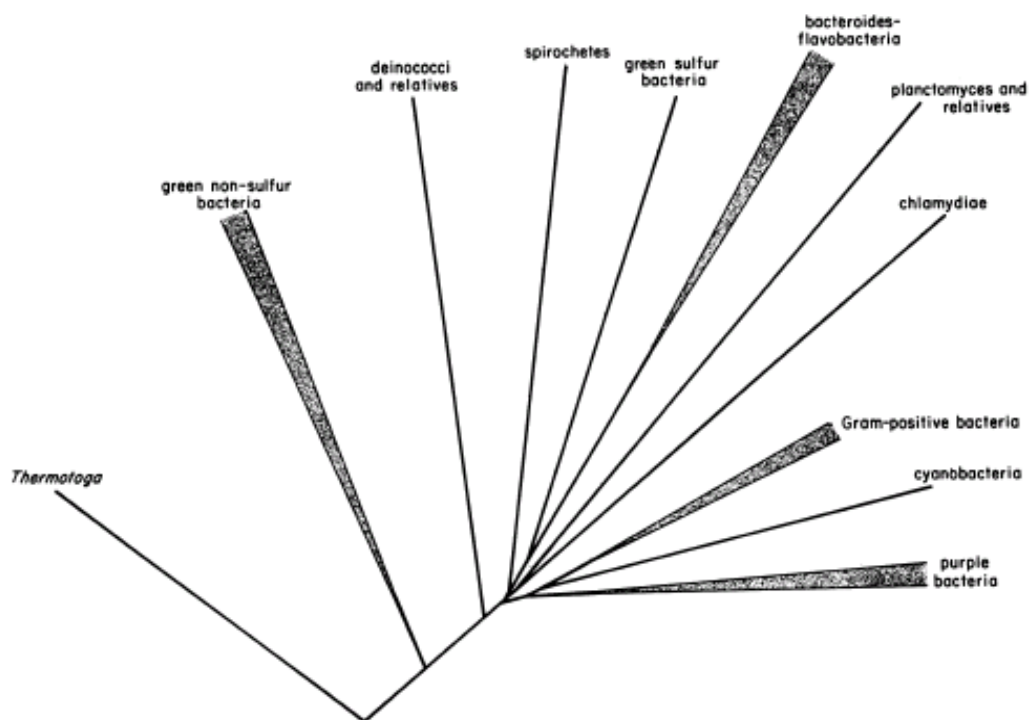 bacteroides-
flavobacteria
spirochetes
green sulfur
bacteria
deinococci
and relatives
planctomyces and
relatives
green non-sulfur
bacteria
chlamydiae
Gram-positive bacteria
Thermotoga
cyanobacteria
purple
bacteria